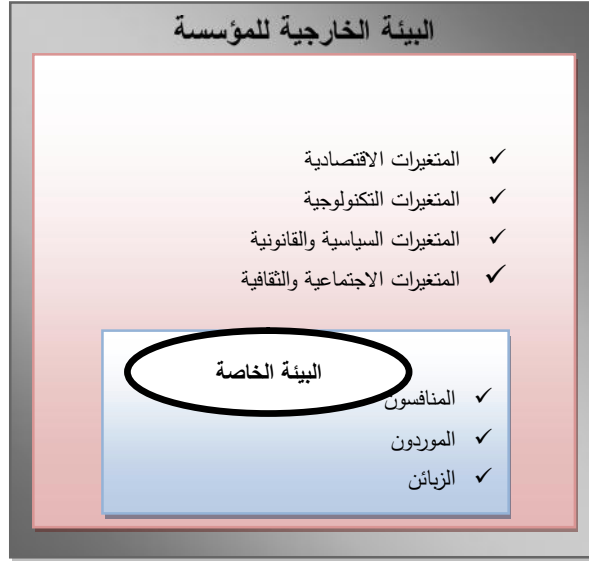 البيئة الخارجية للمؤسسة
✓ المتغيرات الاقتصادية
✓ المتغيرات التكنولوجية
✓ المتغيرات السياسية والقانونية
✓ المتغيرات الاجتماعية والثقافية
البيئة الخاصة
✓ المنافسون
✓ الموردون
✓ الزبائن